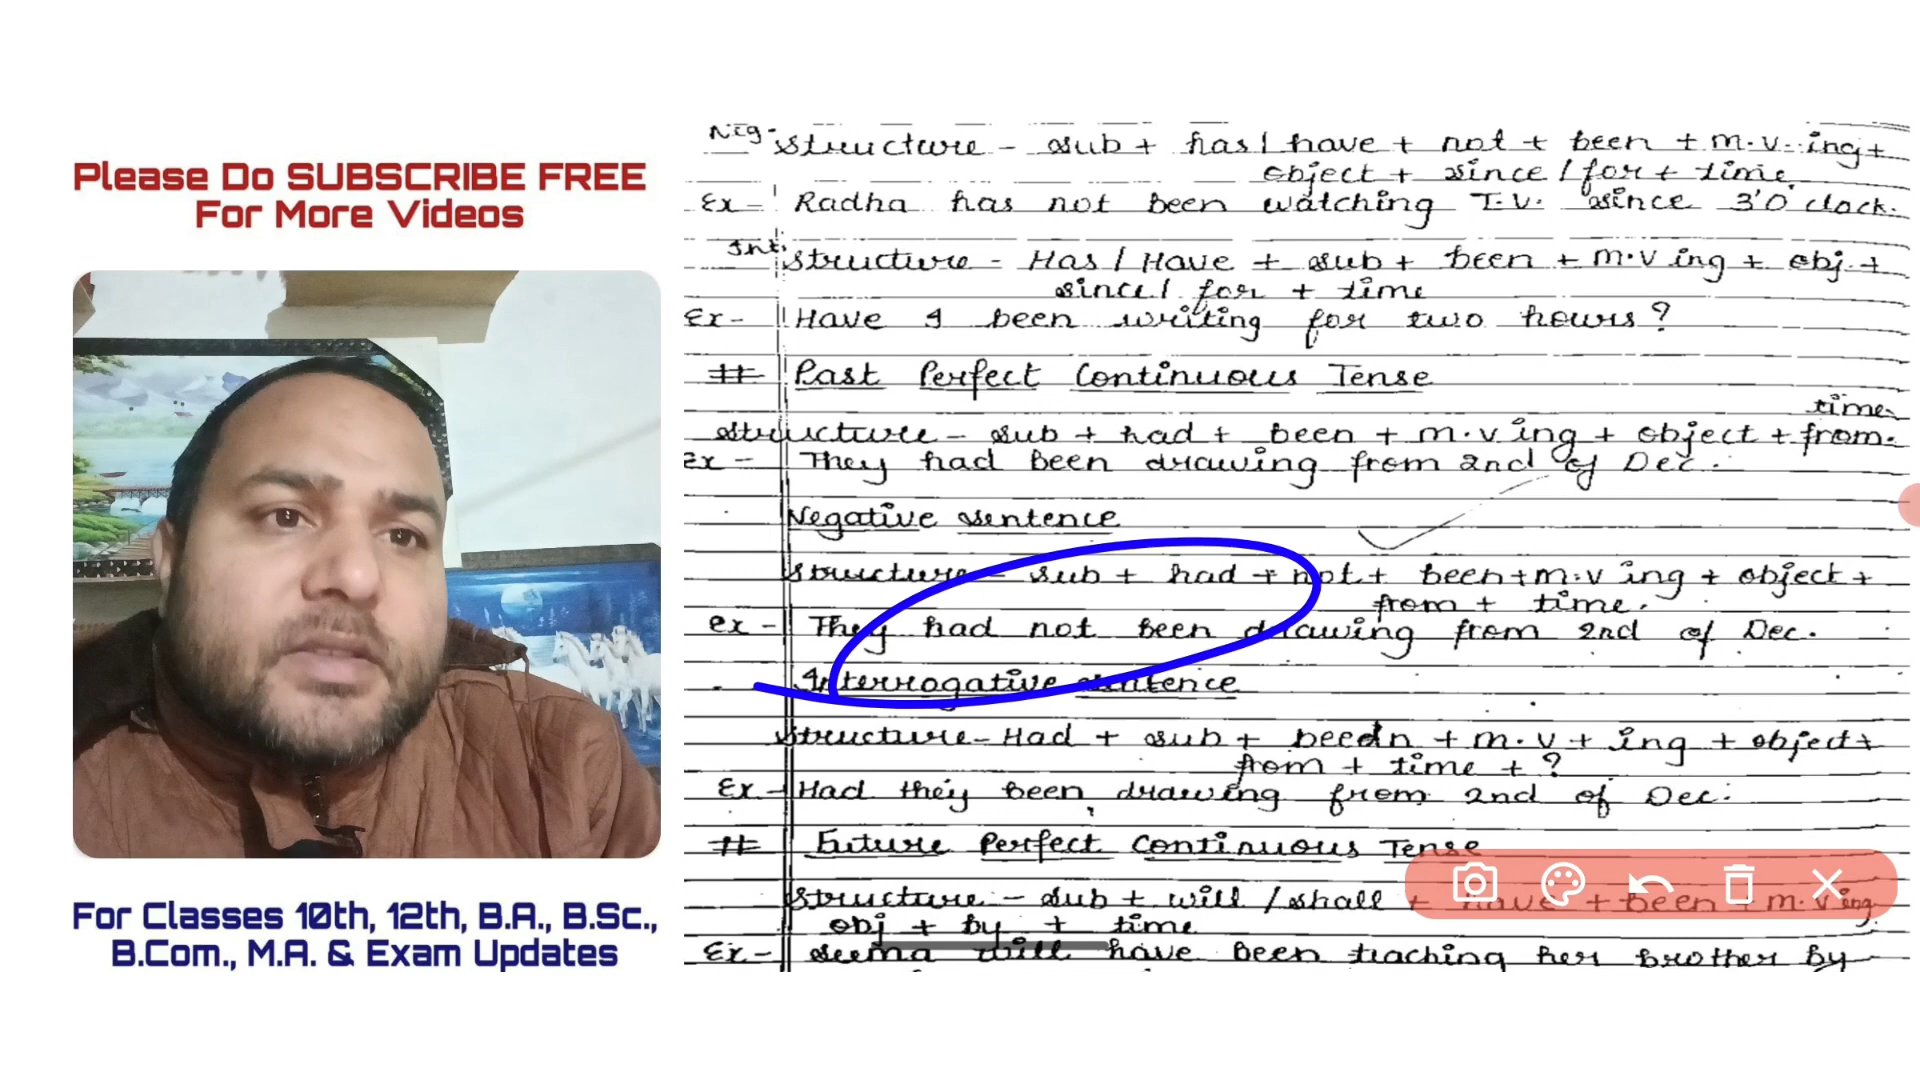 Please Do SUBSCRIBE FREE
For More Videos
For Classes 10th, 12th, B.A., B.Sc.,
B.Com., M.A. & Exam Updates
Nig- structure - sub + has/have + not + been + m.v. ing +
object + since / for + time
Ex - Radha has not been watching T.V. since 3'O clock.
Int. structure - Has / Have + sub + been + m.v ing + obj. +
since / for + time
Ex - Have I been writing for two hours?
# Past Perfect Continuous Tense
time
structure - sub + had + been + m.v ing + object + from.
Ex - They had been drawing from 2nd of Dec.
Negative sentence
structure - sub + had + not + been + m.v ing + object +
from + time.
ex - They had not been drawing from 2nd of Dec.
Interrogative sentence
structure - Had + sub + been + m.v + ing + object +
from + time + ?
Ex - Had they been drawing from 2nd of Dec.
# Future Perfect Continuous Tense
structure - sub + will / shall + have + been + m.v ing
obj + by + time
Ex - seema will have been teaching her brother by